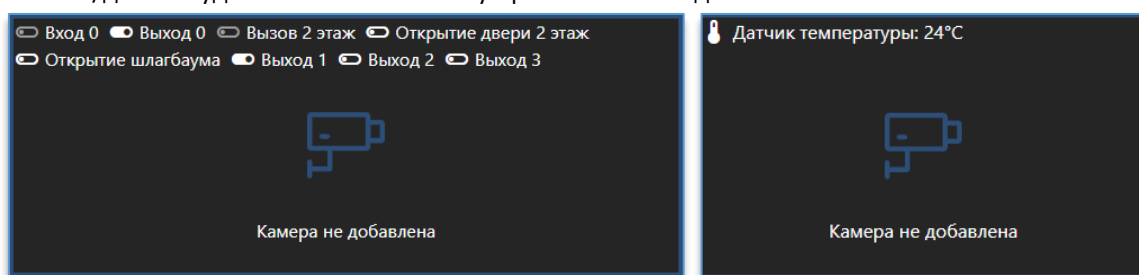 Вход 0 Выход 0 Вызов 2 этаж Открытие двери 2 этаж
Открытие шлагбаума Выход 1 Выход 2 Выход 3
Камера не добавлена
Датчик температуры: 24°C
Камера не добавлена